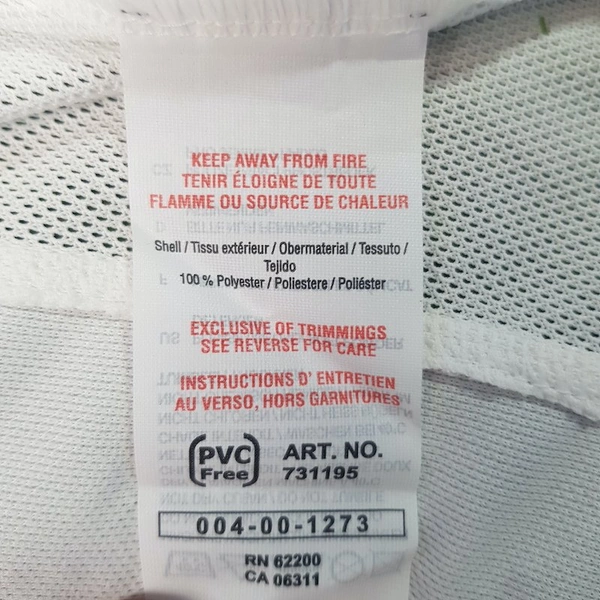 KEEP AWAY FROM FIRE
TENIR ÉLOIGNE DE TOUTE
FLAMME OU SOURCE DE CHALEUR
Shell / Tissu extérieur / Obermaterial / Tessuto /
Tejido
100 % Polyester / Poliestere / Poliéster
EXCLUSIVE OF TRIMMINGS
SEE REVERSE FOR CARE
INSTRUCTIONS D' ENTRETIEN
AU VERSO, HORS GARNITURES
PVC Free
ART. NO.
731195
004-00-1273
RN 62200
CA 06311